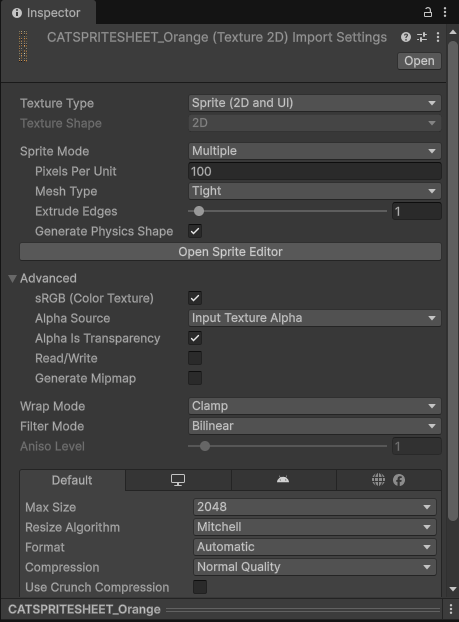 Inspector
CATSPRITESHEET_Orange (Texture 2D) Import Settings
Open
Texture Type Sprite (2D and UI)
Texture Shape 2D
Sprite Mode Multiple
Pixels Per Unit 100
Mesh Type Tight
Extrude Edges 1
Generate Physics Shape
Open Sprite Editor
Advanced
sRGB (Color Texture)
Alpha Source Input Texture Alpha
Alpha Is Transparency
Read/Write
Generate Mipmap
Wrap Mode Clamp
Filter Mode Bilinear
Aniso Level 1
Default
Max Size 2048
Resize Algorithm Mitchell
Format Automatic
Compression Normal Quality
Use Crunch Compression
CATSPRITESHEET_Orange